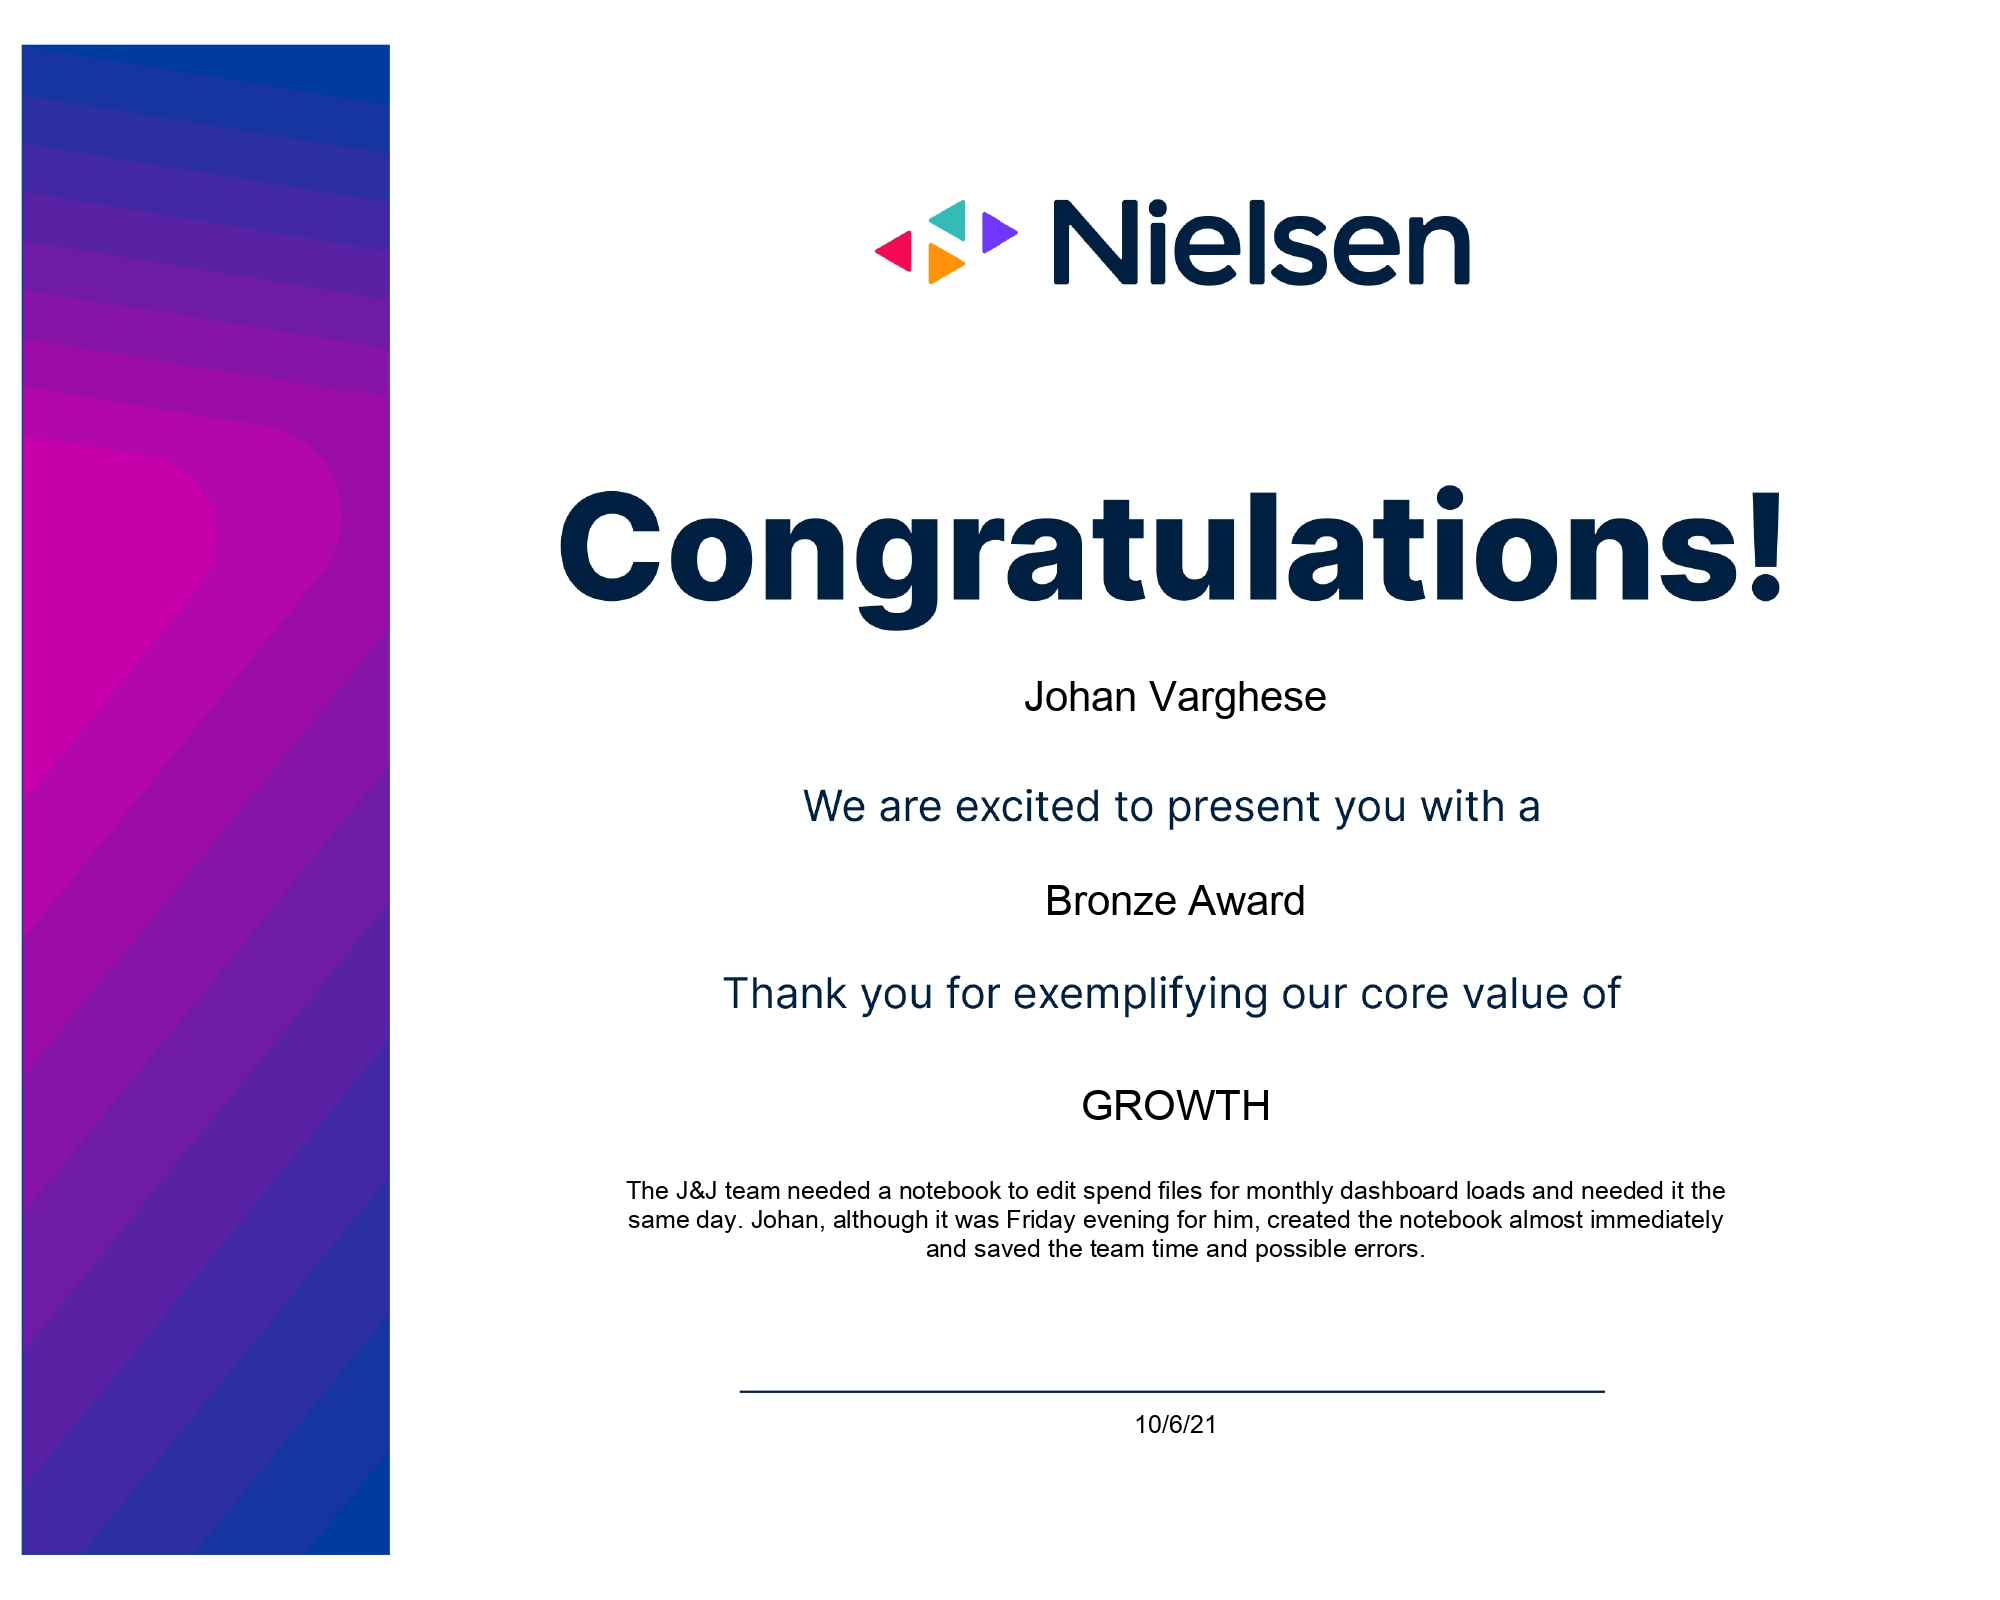 Nielsen
Congratulations!
Johan Varghese
We are excited to present you with a
Bronze Award
Thank you for exemplifying our core value of
GROWTH
The J&J team needed a notebook to edit spend files for monthly dashboard loads and needed it the
same day. Johan, although it was Friday evening for him, created the notebook almost immediately
and saved the team time and possible errors.
10/6/21